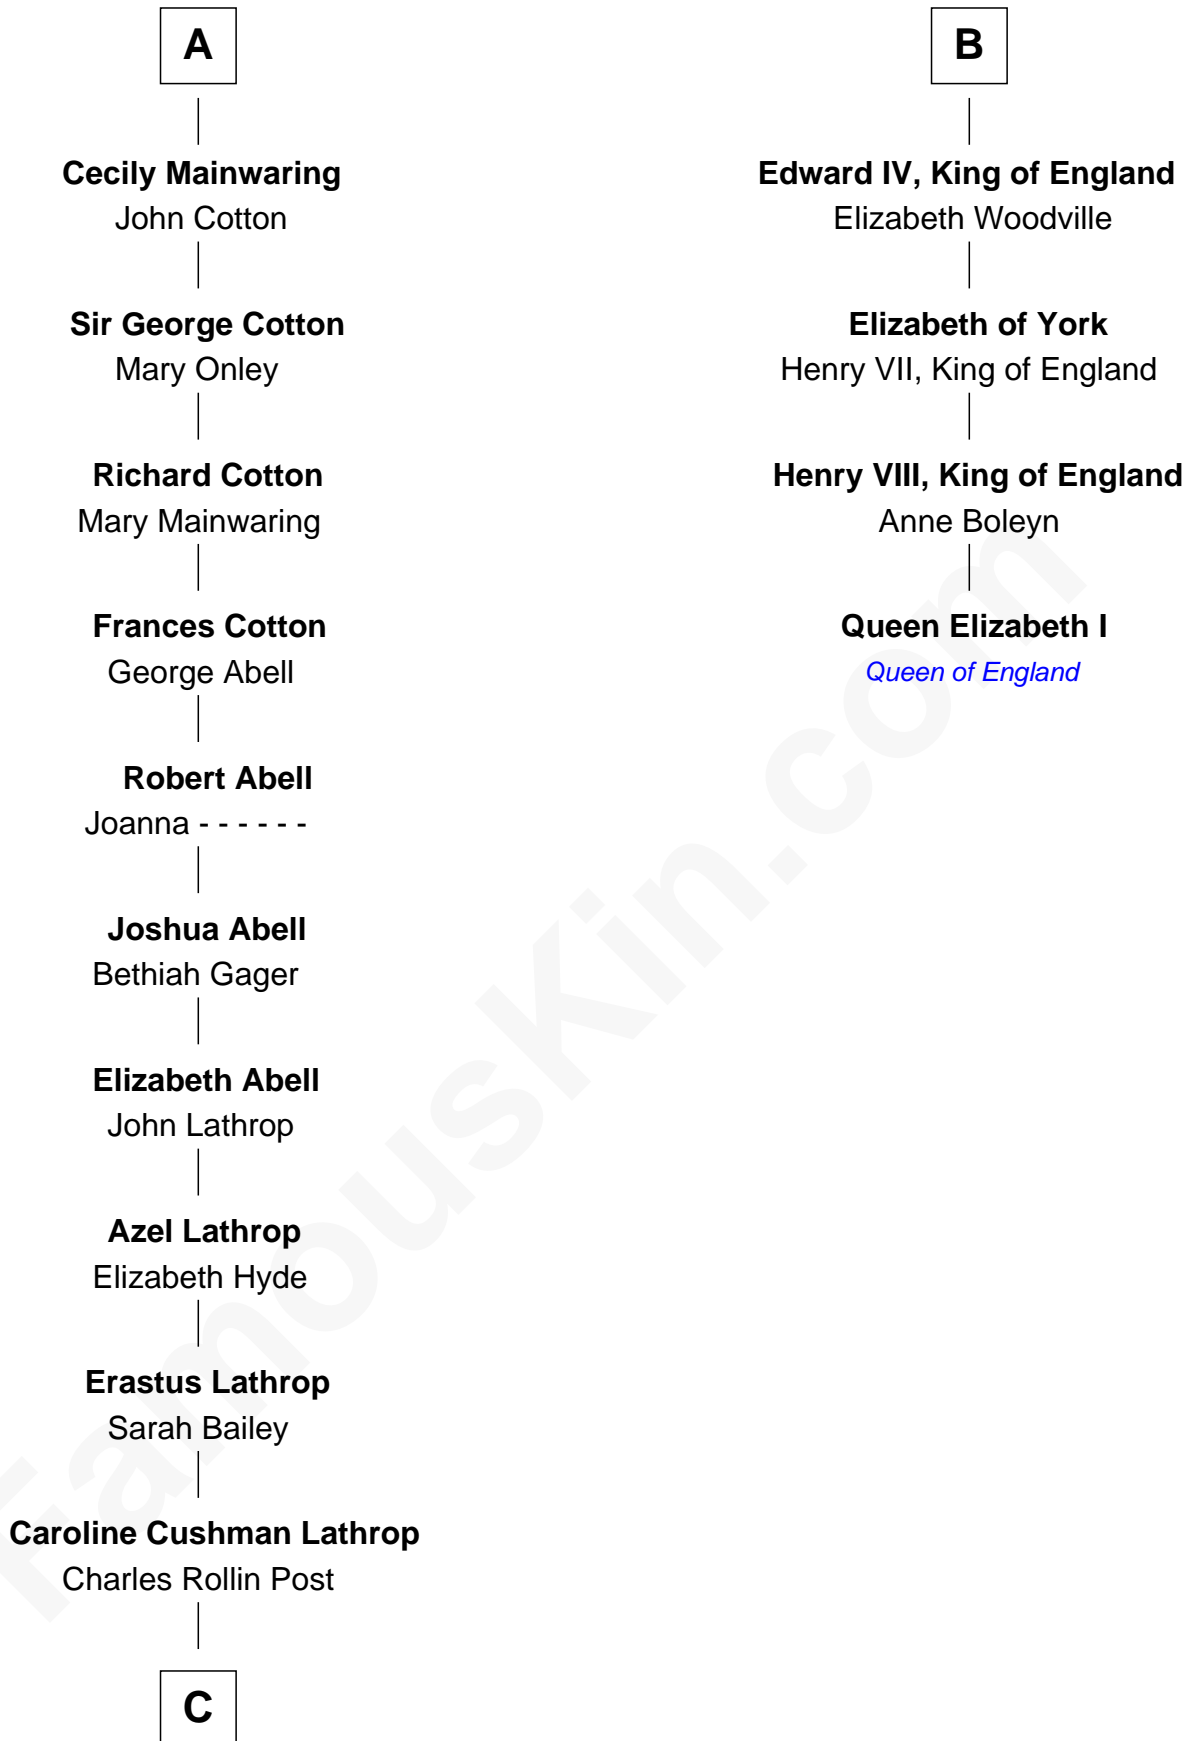 A
Cecily Mainwaring
John Cotton
Sir George Cotton
Mary Onley
Richard Cotton
Mary Mainwaring
Frances Cotton
George Abell
Robert Abell
Joanna - - - - - -
Joshua Abell
Bethiah Gager
Elizabeth Abell
John Lathrop
Azel Lathrop
Elizabeth Hyde
Erastus Lathrop
Sarah Bailey
Caroline Cushman Lathrop
Charles Rollin Post
C
B
Edward IV, King of England
Elizabeth Woodville
Elizabeth of York
Henry VII, King of England
Henry VIII, King of England
Anne Boleyn
Queen Elizabeth I
Queen of England
FamousKin.com